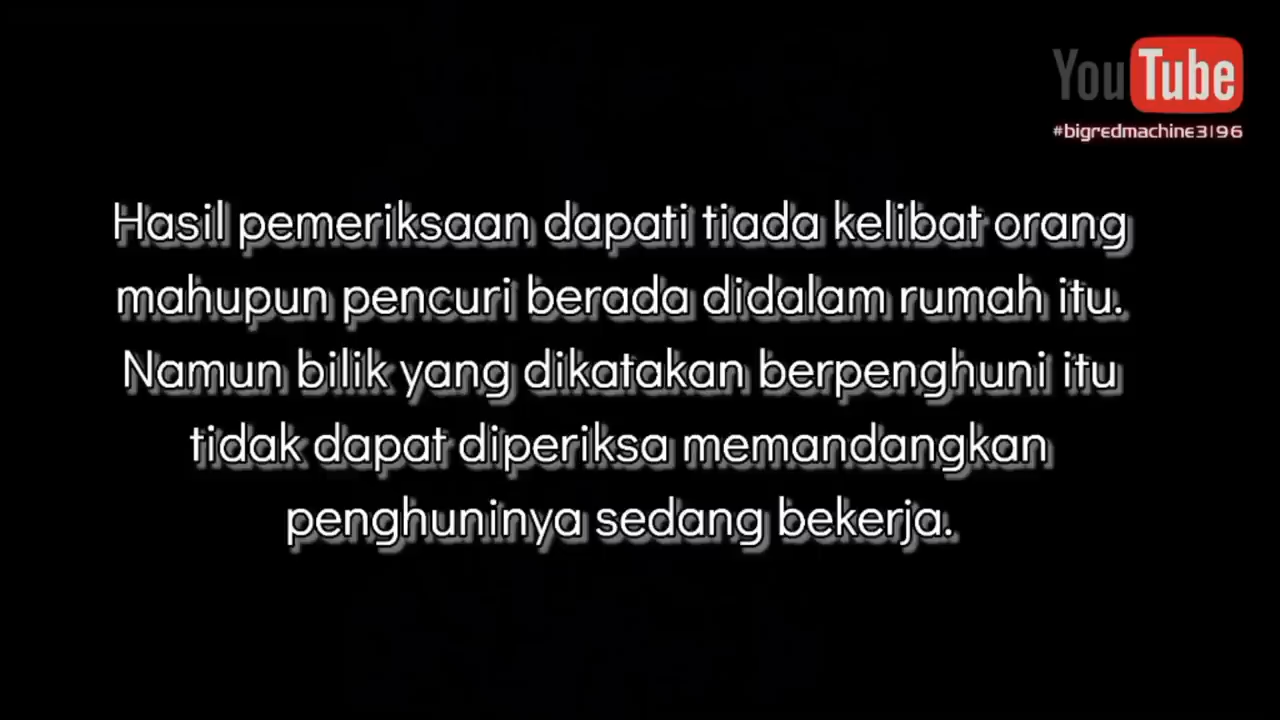 YouTube
#bigredmachine3196
Hasil pemeriksaan dapati tiada kelibat orang
mahupun pencuri berada didalam rumah itu.
Namun bilik yang dikatakan berpenghuni itu
tidak dapat diperiksa memandangkan
penghuninya sedang bekerja.